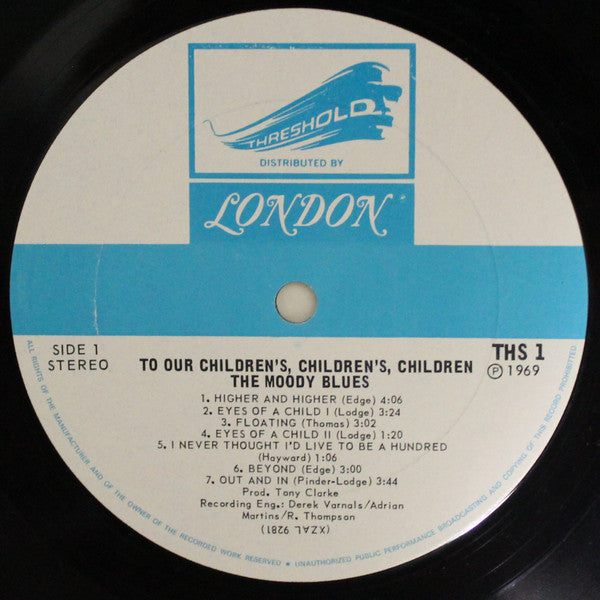 THRESHOLD
DISTRIBUTED BY
LONDON
SIDE 1
STEREO
THS 1
Ⓟ 1969
TO OUR CHILDREN'S, CHILDREN'S, CHILDREN
THE MOODY BLUES
1. HIGHER AND HIGHER (Edge) 4:06
2. EYES OF A CHILD I (Lodge) 3:24
3. FLOATING (Thomas) 3:02
4. EYES OF A CHILD II (Lodge) 1:20
5. I NEVER THOUGHT I'D LIVE TO BE A HUNDRED
(Hayward) 1:06
6. BEYOND (Edge) 3:00
7. OUT AND IN (Pinder-Lodge) 3:44
Prod. Tony Clarke
Recording Eng.: Derek Varnals/Adrian
Martins/R. Thompson
(XZAL 9281)
ALL RIGHTS OF THE MANUFACTURER AND OF THE OWNER OF THE RECORDED WORK RESERVED • UNAUTHORIZED PUBLIC PERFORMANCE BROADCASTING AND COPYING OF THIS RECORD PROHIBITED